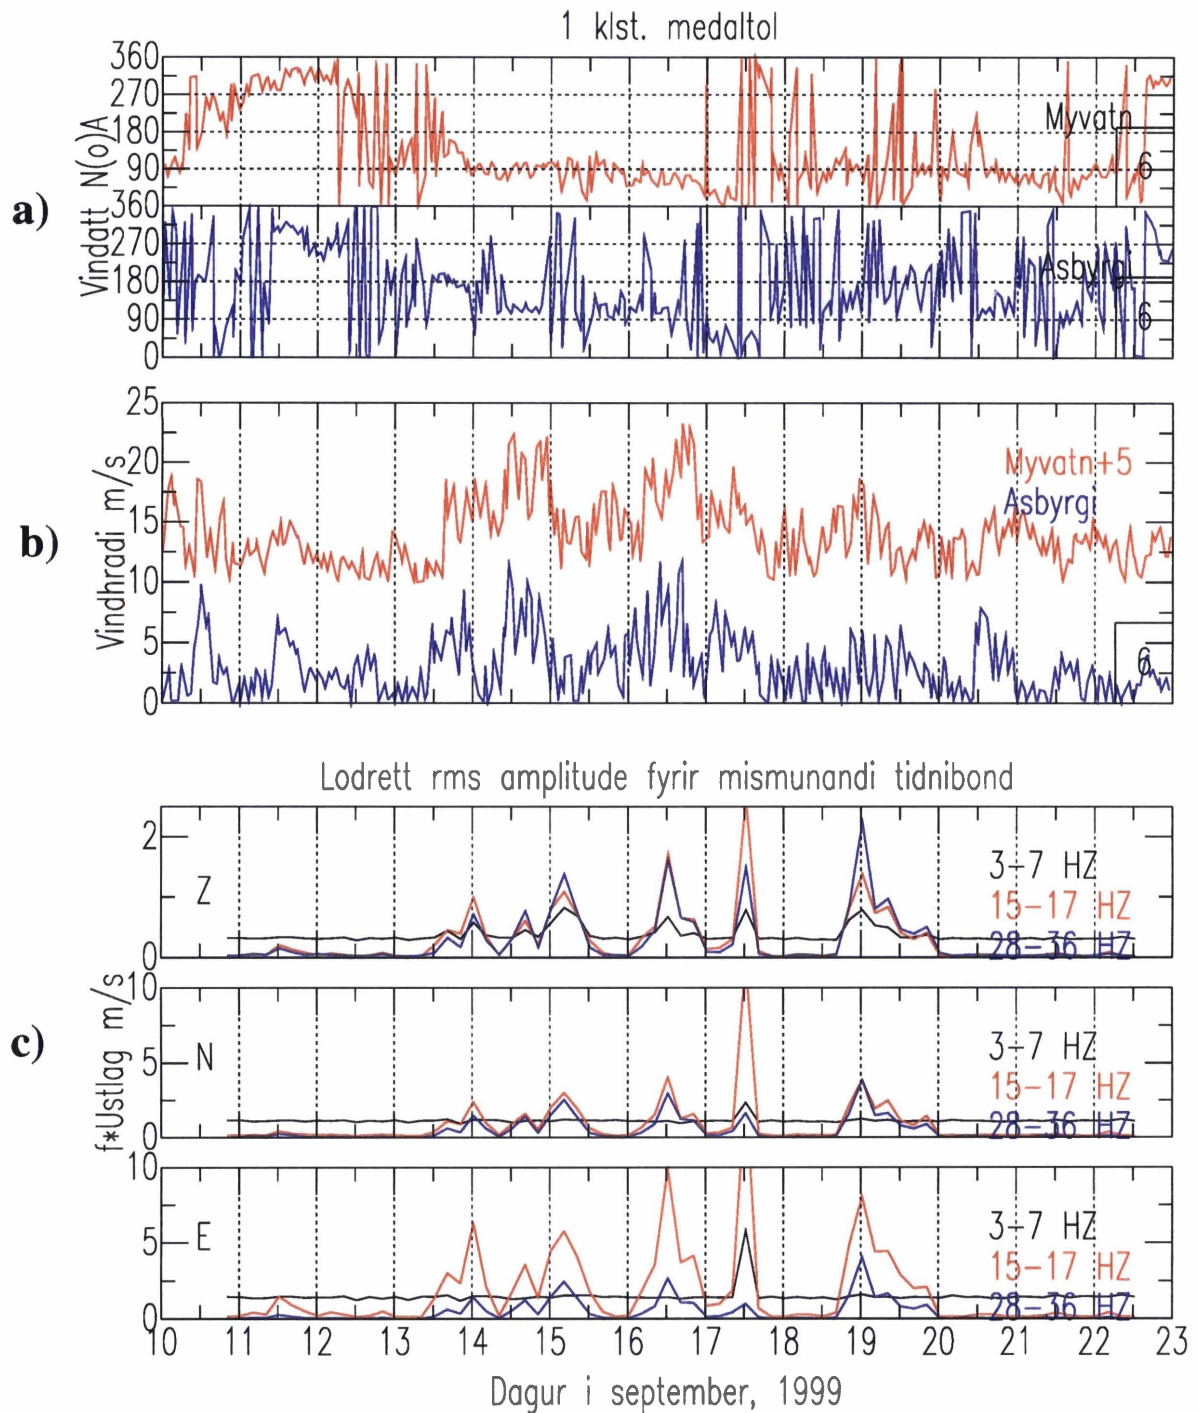 1 klst. medaltol
a)
Vindatt N(o)A
360
270
180
90
360
270
180
90
0
Myvatn
6
Asbyrgi
6
b)
Vindhradi m/s
25
20
15
10
5
0
Myvatn+5
Asbyrgi
6
Lodrett rms amplitude fyrir mismunandi tidnibond
c)
f*Ustlag m/s
2
0
Z
3-7 HZ
15-17 HZ
28-36 HZ
10
5
0
N
3-7 HZ
15-17 HZ
28-36 HZ
10
5
0
E
3-7 HZ
15-17 HZ
28-36 HZ
10 11 12 13 14 15 16 17 18 19 20 21 22 23
Dagur i september, 1999